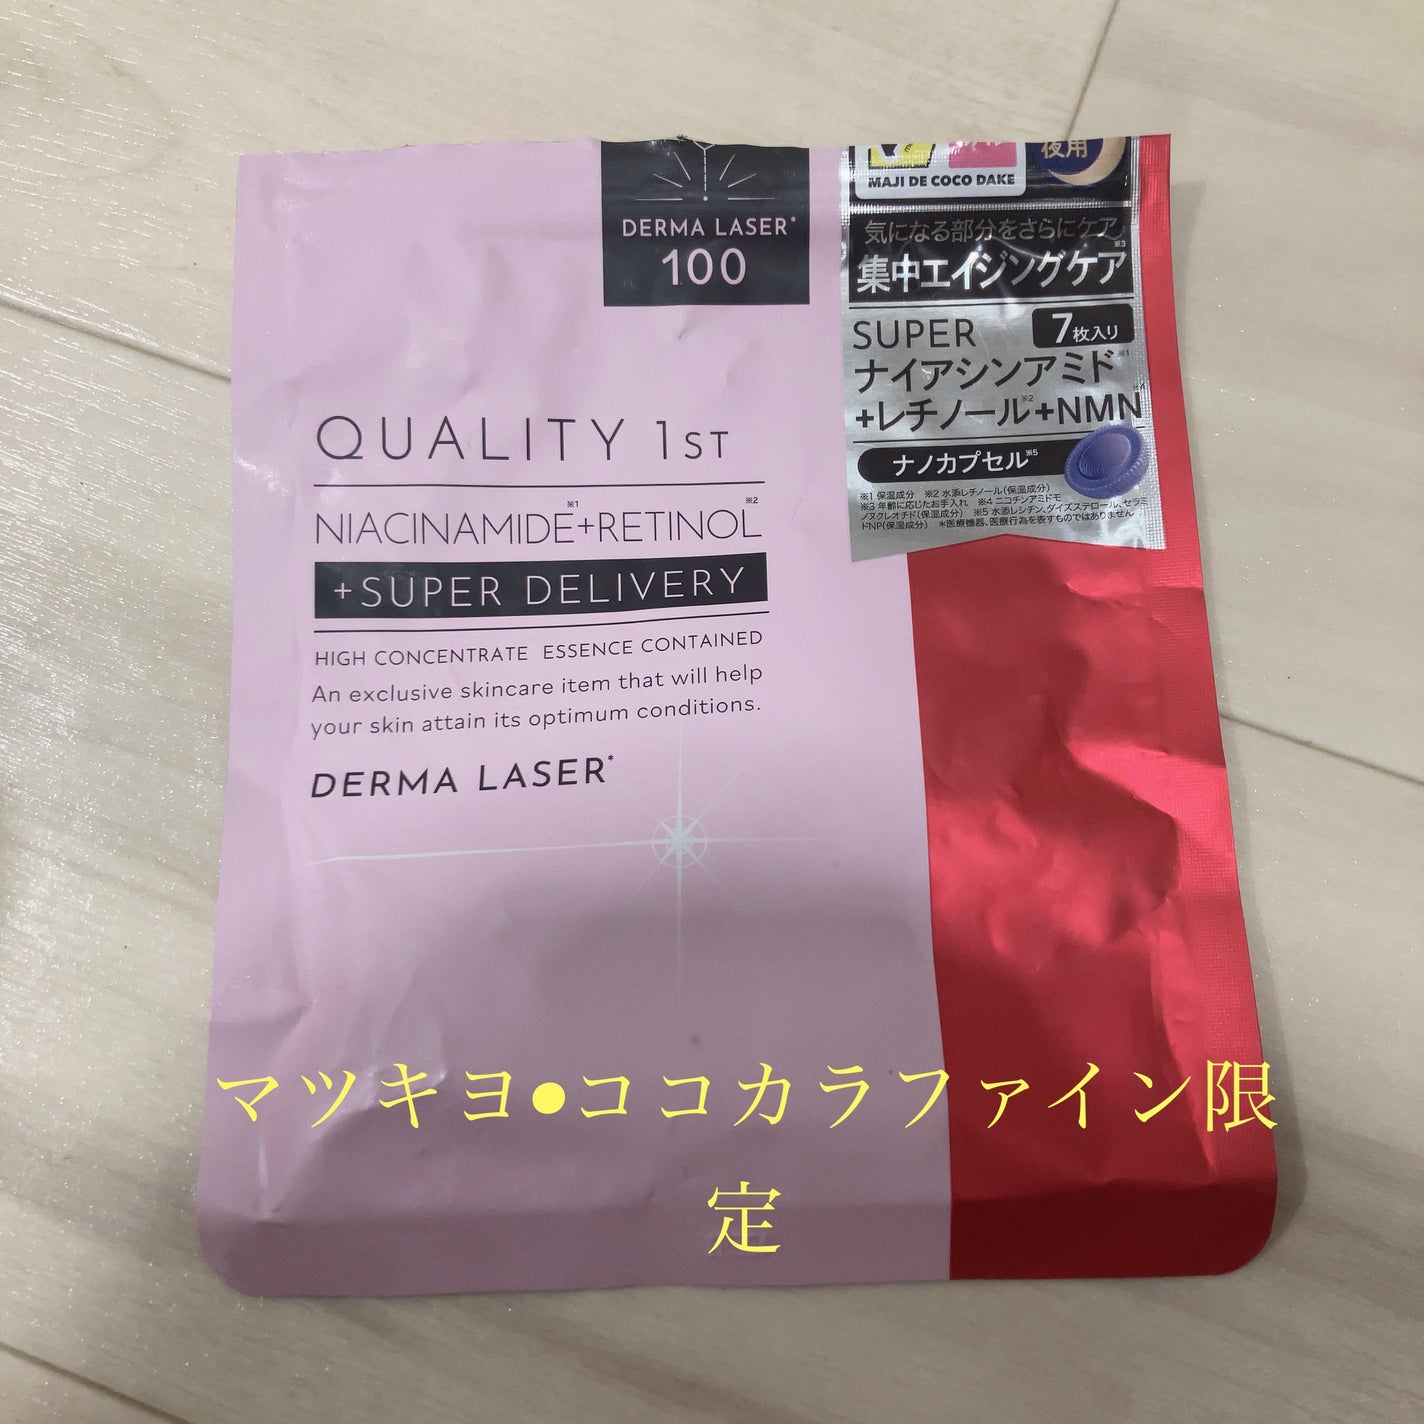 DERMA LASER*
100
夜用
MAJI DE COCO DAKE
気になる部分をさらにケア
集中エイジングケア※3
SUPER 7枚入り
ナイアシンアミド※1
+レチノール※2+NMN※4
ナノカプセル※5
※1 保湿成分 ※2 水添レチノール(保湿成分)
※3 年齢に応じたお手入れ ※4 ニコチンアミドモ
ノヌクレオチド(保湿成分) ※5 水添レシチン、ダイズステロール、セラミ
ドNP(保湿成分) *医療機器、医療行為を表すものではありません
QUALITY 1ST
NIACINAMIDE※1+RETINOL※2
+SUPER DELIVERY
HIGH CONCENTRATE ESSENCE CONTAINED
An exclusive skincare item that will help
your skin attain its optimum conditions.
DERMA LASER*
マツキヨ●ココカラファイン限
定